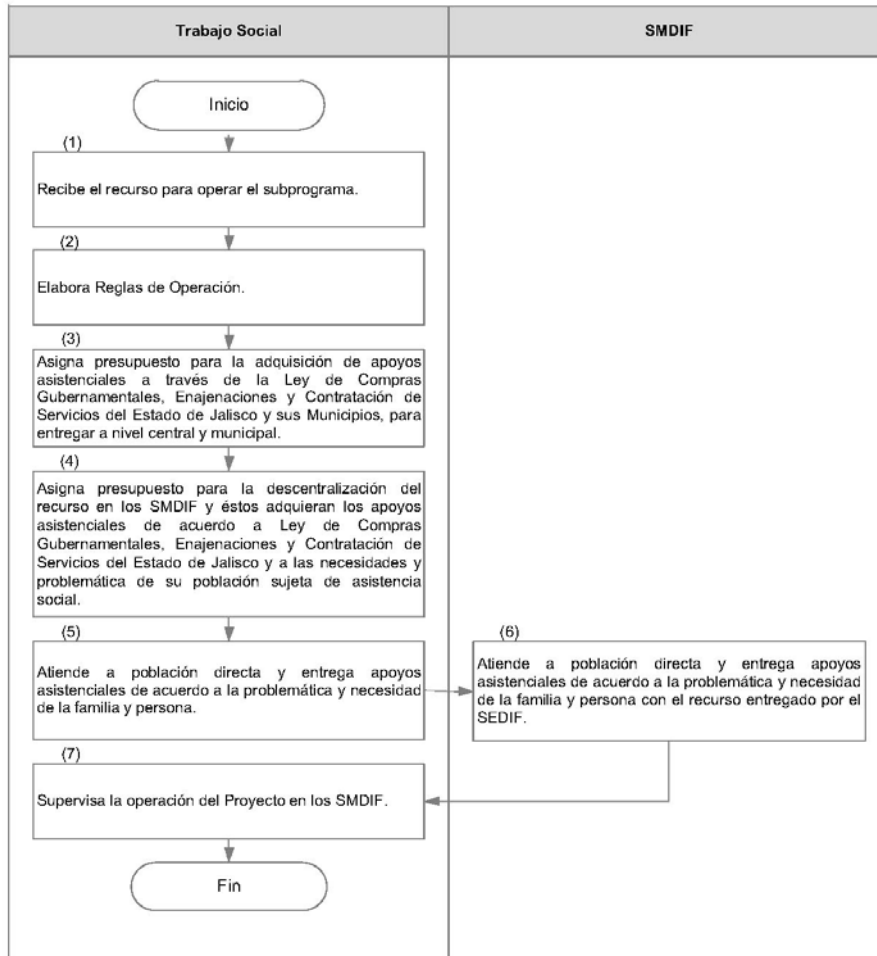 Trabajo Social
SMDIF
Inicio
(1)
Recibe el recurso para operar el subprograma.
(2)
Elabora Reglas de Operación.
(3)
Asigna presupuesto para la adquisición de apoyos
asistenciales a través de la Ley de Compras
Gubernamentales, Enajenaciones y Contratación de
Servicios del Estado de Jalisco y sus Municipios, para
entregar a nivel central y municipal.
(4)
Asigna presupuesto para la descentralización del
recurso en los SMDIF y éstos adquieran los apoyos
asistenciales de acuerdo a Ley de Compras
Gubernamentales, Enajenaciones y Contratación de
Servicios del Estado de Jalisco y a las necesidades y
problemática de su población sujeta de asistencia
social.
(5)
Atiende a población directa y entrega apoyos
asistenciales de acuerdo a la problemática y necesidad
de la familia y persona.
(6)
Atiende a población directa y entrega apoyos
asistenciales de acuerdo a la problemática y necesidad
de la familia y persona con el recurso entregado por el
SEDIF.
(7)
Supervisa la operación del Proyecto en los SMDIF.
Fin